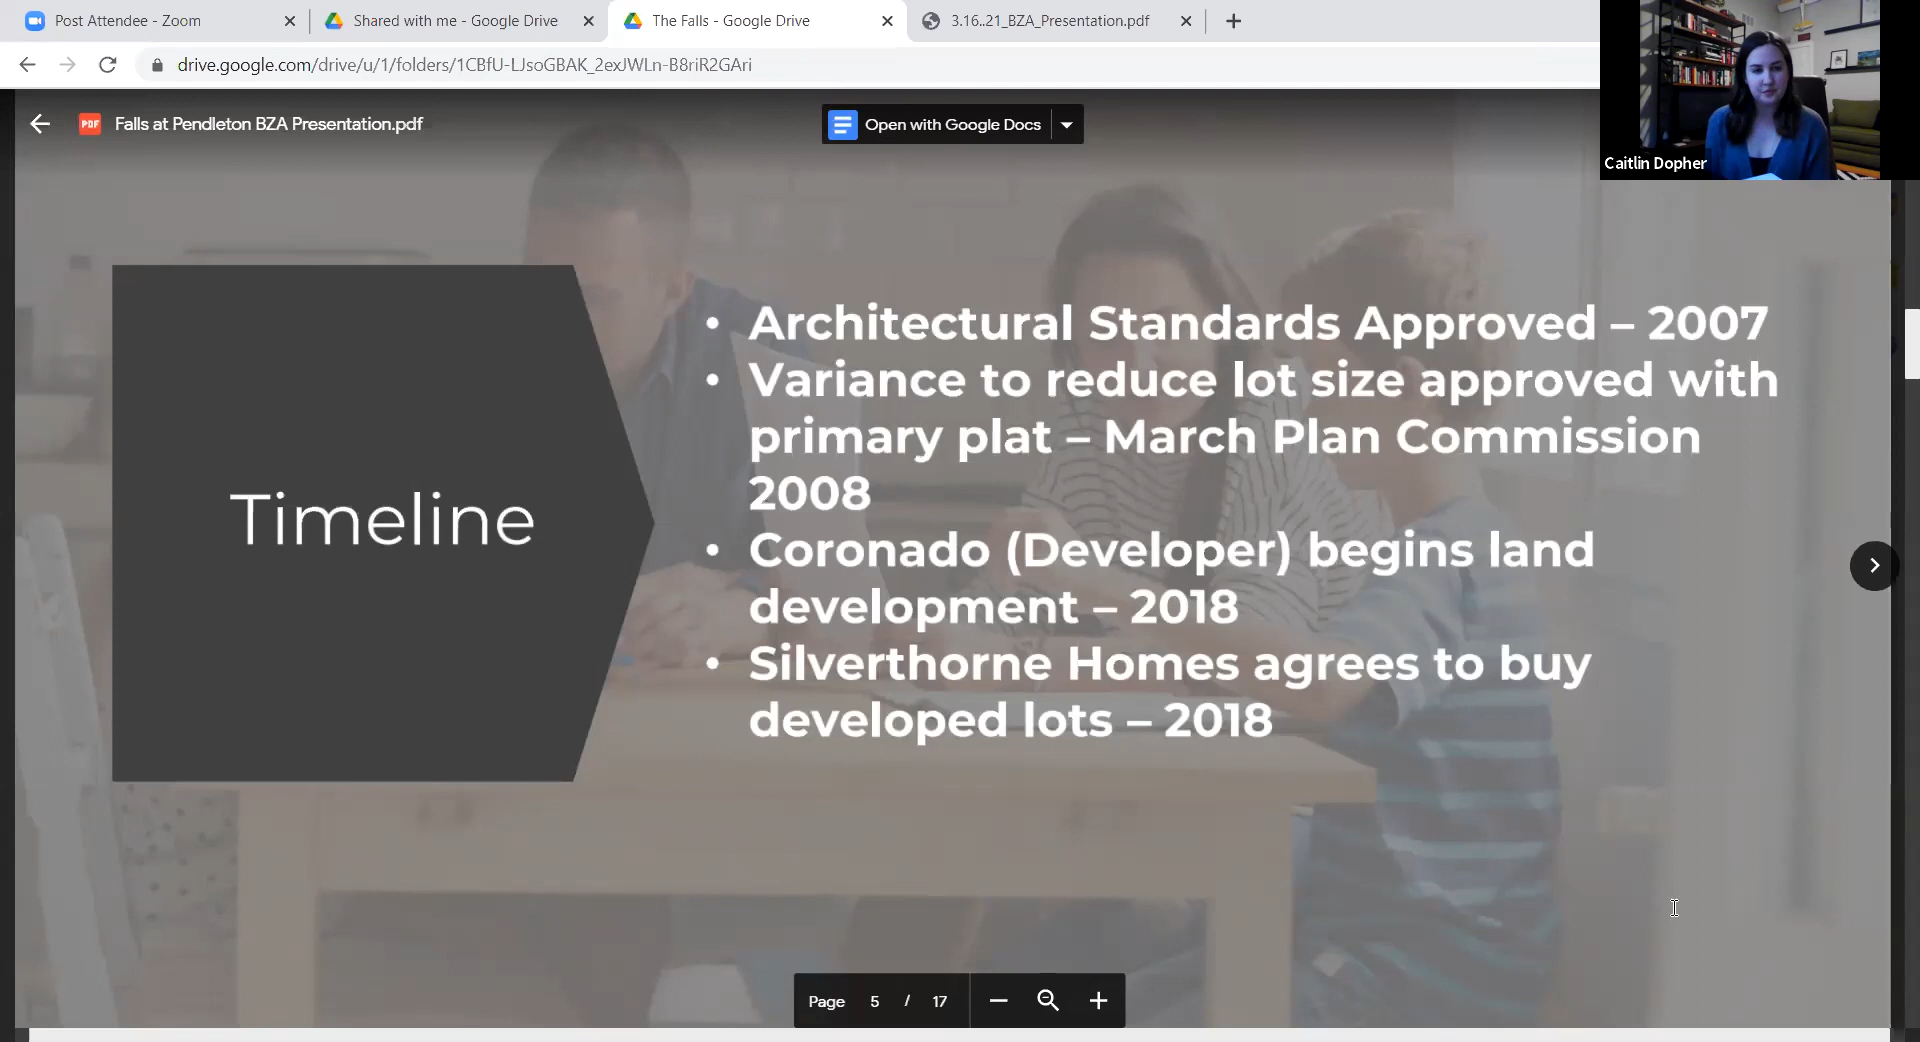 Post Attendee - Zoom
Shared with me - Google Drive
The Falls - Google Drive
3.16..21_BZA_Presentation.pdf
drive.google.com/drive/u/1/folders/1CBfU-LJsoGBAK_2exJWLn-B8riR2GAri
PDF
Falls at Pendleton BZA Presentation.pdf
Open with Google Docs
Caitlin Dopher
Timeline
• Architectural Standards Approved – 2007
• Variance to reduce lot size approved with
primary plat – March Plan Commission
2008
• Coronado (Developer) begins land
development – 2018
• Silverthorne Homes agrees to buy
developed lots – 2018
Page 5 / 17